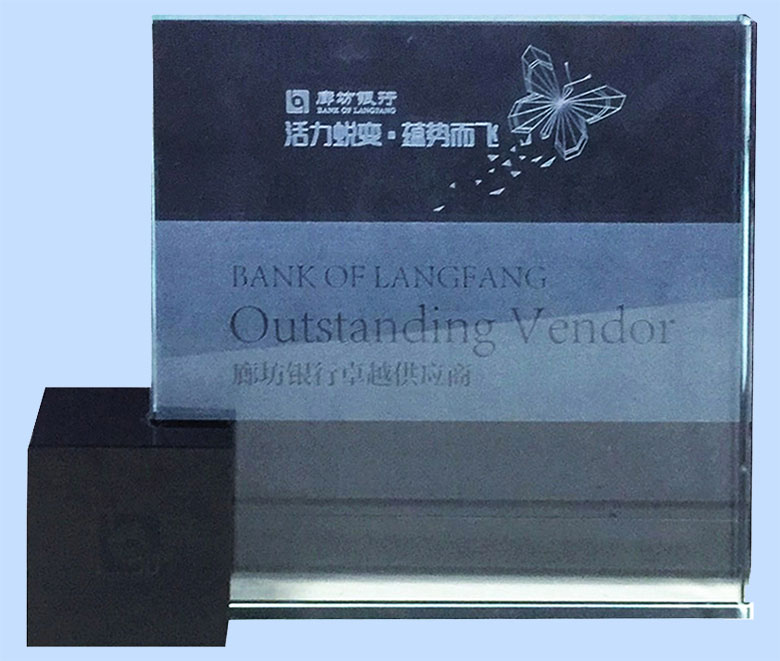 廊坊银行
BANK OF LANGFANG
活力蜕变·蕴势而飞
BANK OF LANGFANG
Outstanding Vendor
廊坊银行卓越供应商